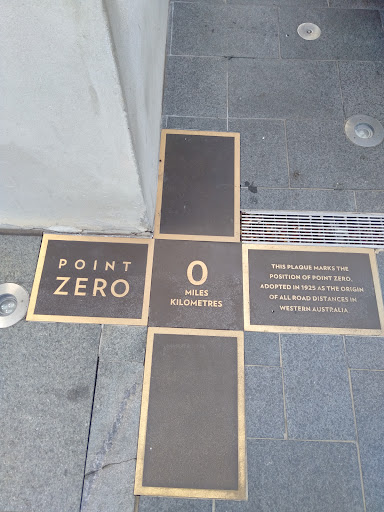 POINT
ZERO
0
MILES
KILOMETRES
THIS PLAQUE MARKS THE
POSITION OF POINT ZERO,
ADOPTED IN 1925 AS THE ORIGIN
OF ALL ROAD DISTANCES IN
WESTERN AUSTRALIA